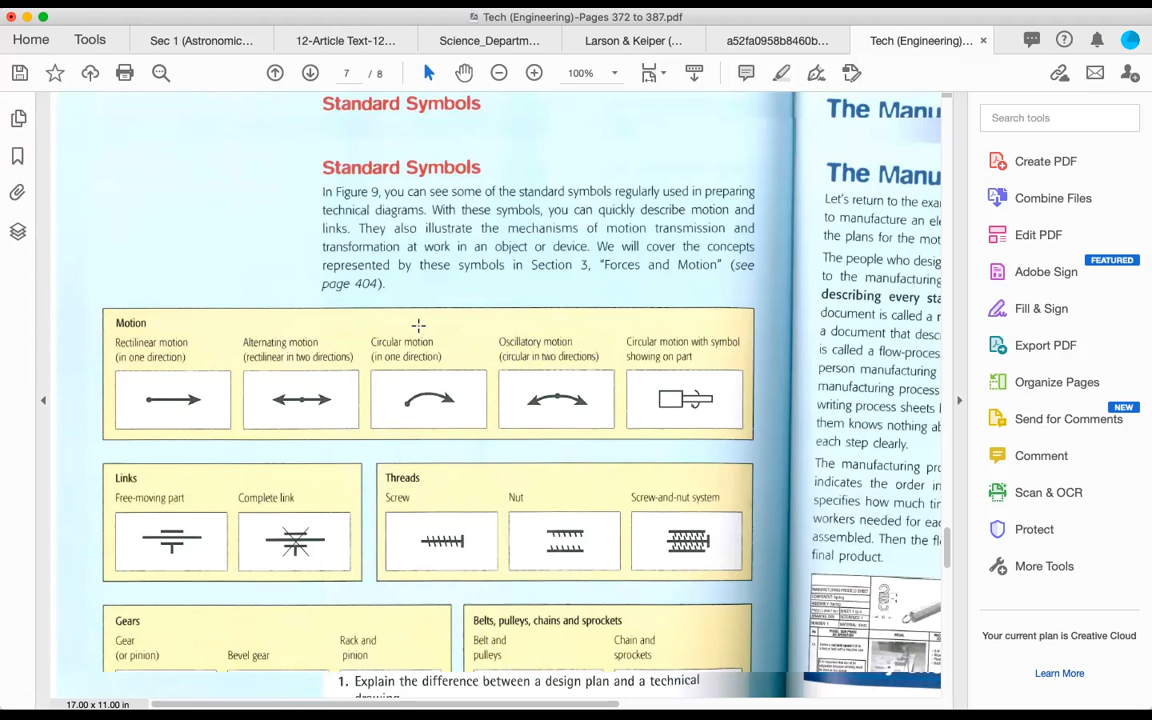 Tech (Engineering)-Pages 372 to 387.pdf
Home
Tools
Sec 1 (Astronomic...
12-Article Text-12...
Science_Departm...
Larson & Keiper (...
a52fa0958b8460b...
Tech (Engineering)...
7 / 8
100%
Standard Symbols
Standard Symbols
In Figure 9, you can see some of the standard symbols regularly used in preparing
technical diagrams. With these symbols, you can quickly describe motion and
links. They also illustrate the mechanisms of motion transmission and
transformation at work in an object or device. We will cover the concepts
represented by these symbols in Section 3, “Forces and Motion” (see
page 404).
Motion
Rectilinear motion
(in one direction)
Alternating motion
(rectilinear in two directions)
Circular motion
(in one direction)
Oscillatory motion
(circular in two directions)
Circular motion with symbol
showing on part
Links
Free-moving part
Complete link
Threads
Screw
Nut
Screw-and-nut system
Gears
Gear
(or pinion)
Bevel gear
Rack and
pinion
Belts, pulleys, chains and sprockets
Belt and
pulleys
Chain and
sprockets
1. Explain the difference between a design plan and a technical
drawing.
The Manu
The Manu
Let's return to the exa
to manufacture an ele
the plans for the mot
The people who desig
to the manufacturing
describing every sta
document is called a r
a document that desc
is called a flow-proces
person manufacturing
manufacturing process
writing process sheets
them knows nothing ab
each step clearly.
The manufacturing pro
indicates the order in
specifies how much tim
workers needed for eac
assembled. Then the fl
final product.
17.00 x 11.00 in
Search tools
Create PDF
Combine Files
Edit PDF
FEATURED
Adobe Sign
Fill & Sign
Export PDF
Organize Pages
NEW
Send for Comments
Comment
Scan & OCR
Protect
More Tools
Your current plan is Creative Cloud
Learn More